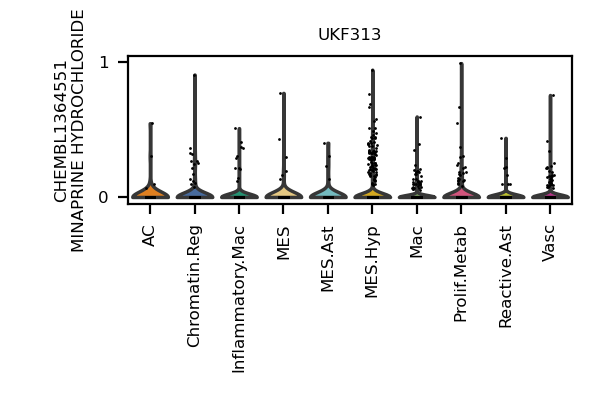 UKF313
CHEMBL1364551
MINAPRINE HYDROCHLORIDE
1
0
AC
Chromatin.Reg
Inflammatory.Mac
MES
MES.Ast
MES.Hyp
Mac
Prolif.Metab
Reactive.Ast
Vasc